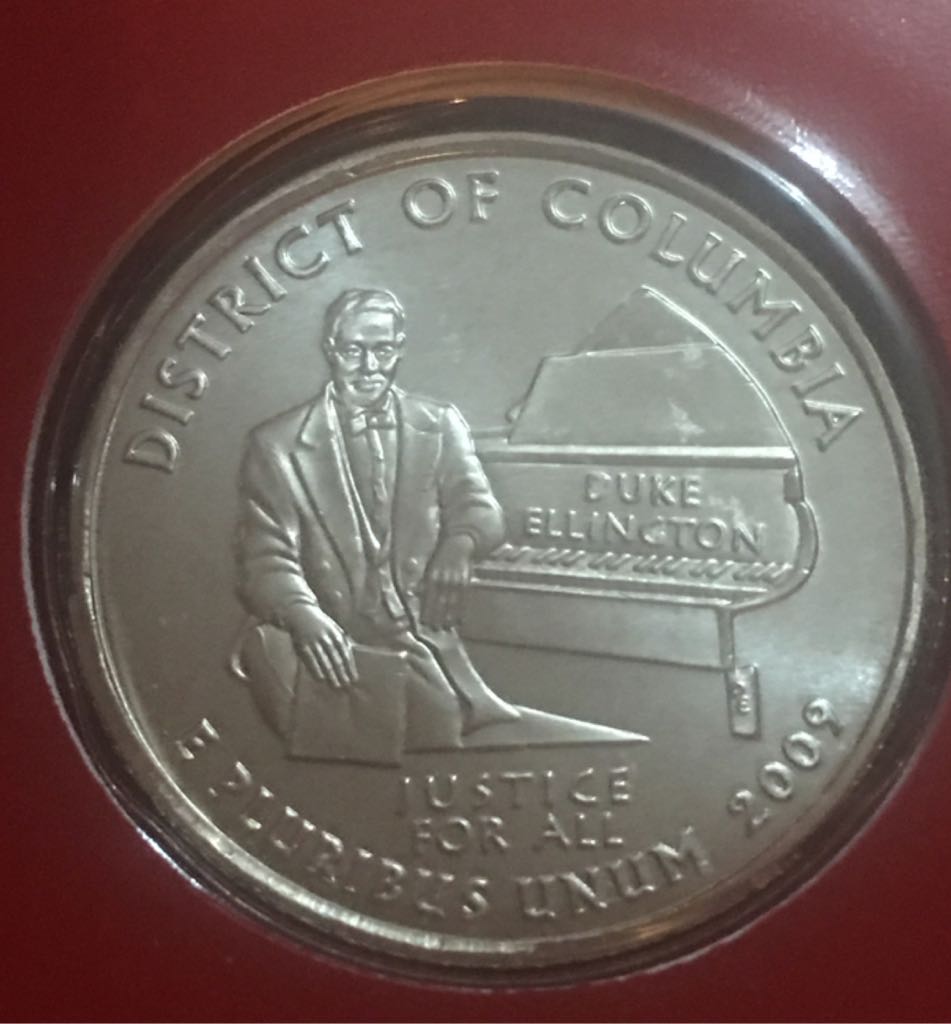 DISTRICT OF COLUMBIA
DUKE
ELLINGTON
JUSTICE
FOR ALL
E PLURIBUS UNUM 2009